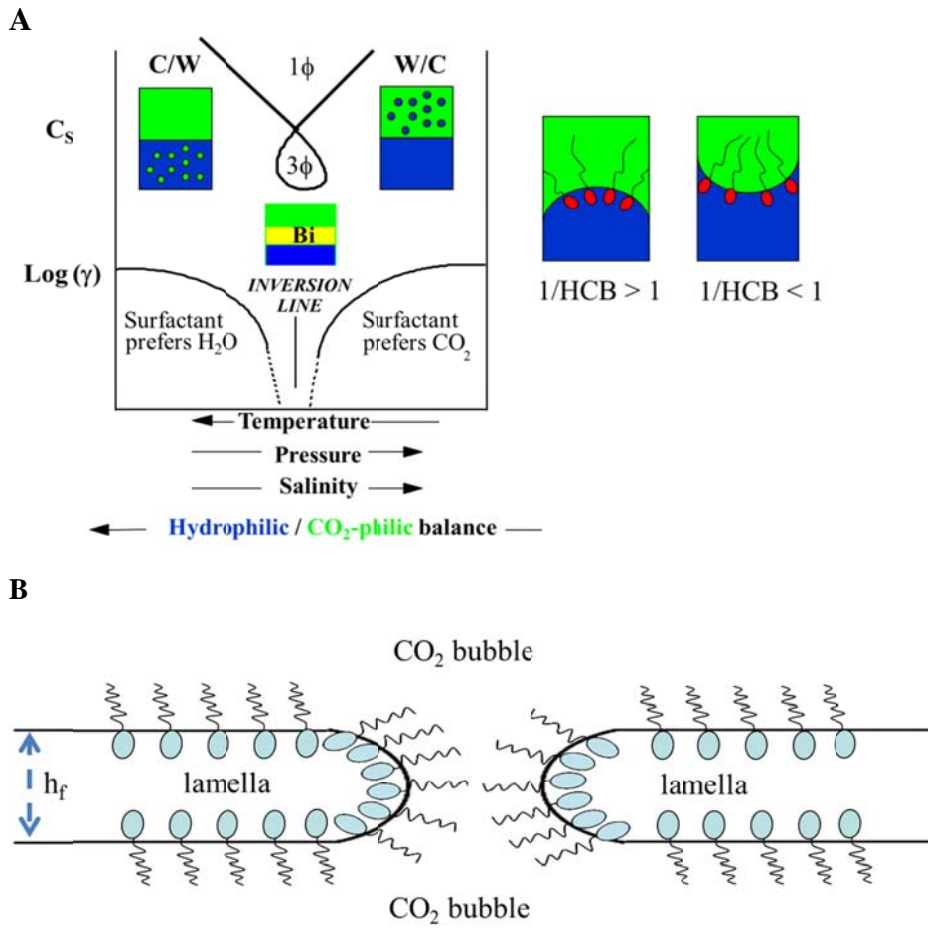 A
C/W
1ϕ
W/C
C_S
3ϕ
Bi
Log (γ)
INVERSION
LINE
Surfactant
prefers H₂O
Surfactant
prefers CO₂
1/HCB > 1
1/HCB < 1
Temperature
Pressure
Salinity
Hydrophilic / CO₂-philic balance
B
CO₂ bubble
h_f
lamella
lamella
CO₂ bubble